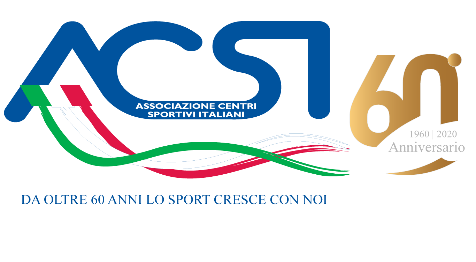 ACSI
ASSOCIAZIONE CENTRI
SPORTIVI ITALIANI
60°
1960 | 2020
Anniversario
DA OLTRE 60 ANNI LO SPORT CRESCE CON NOI